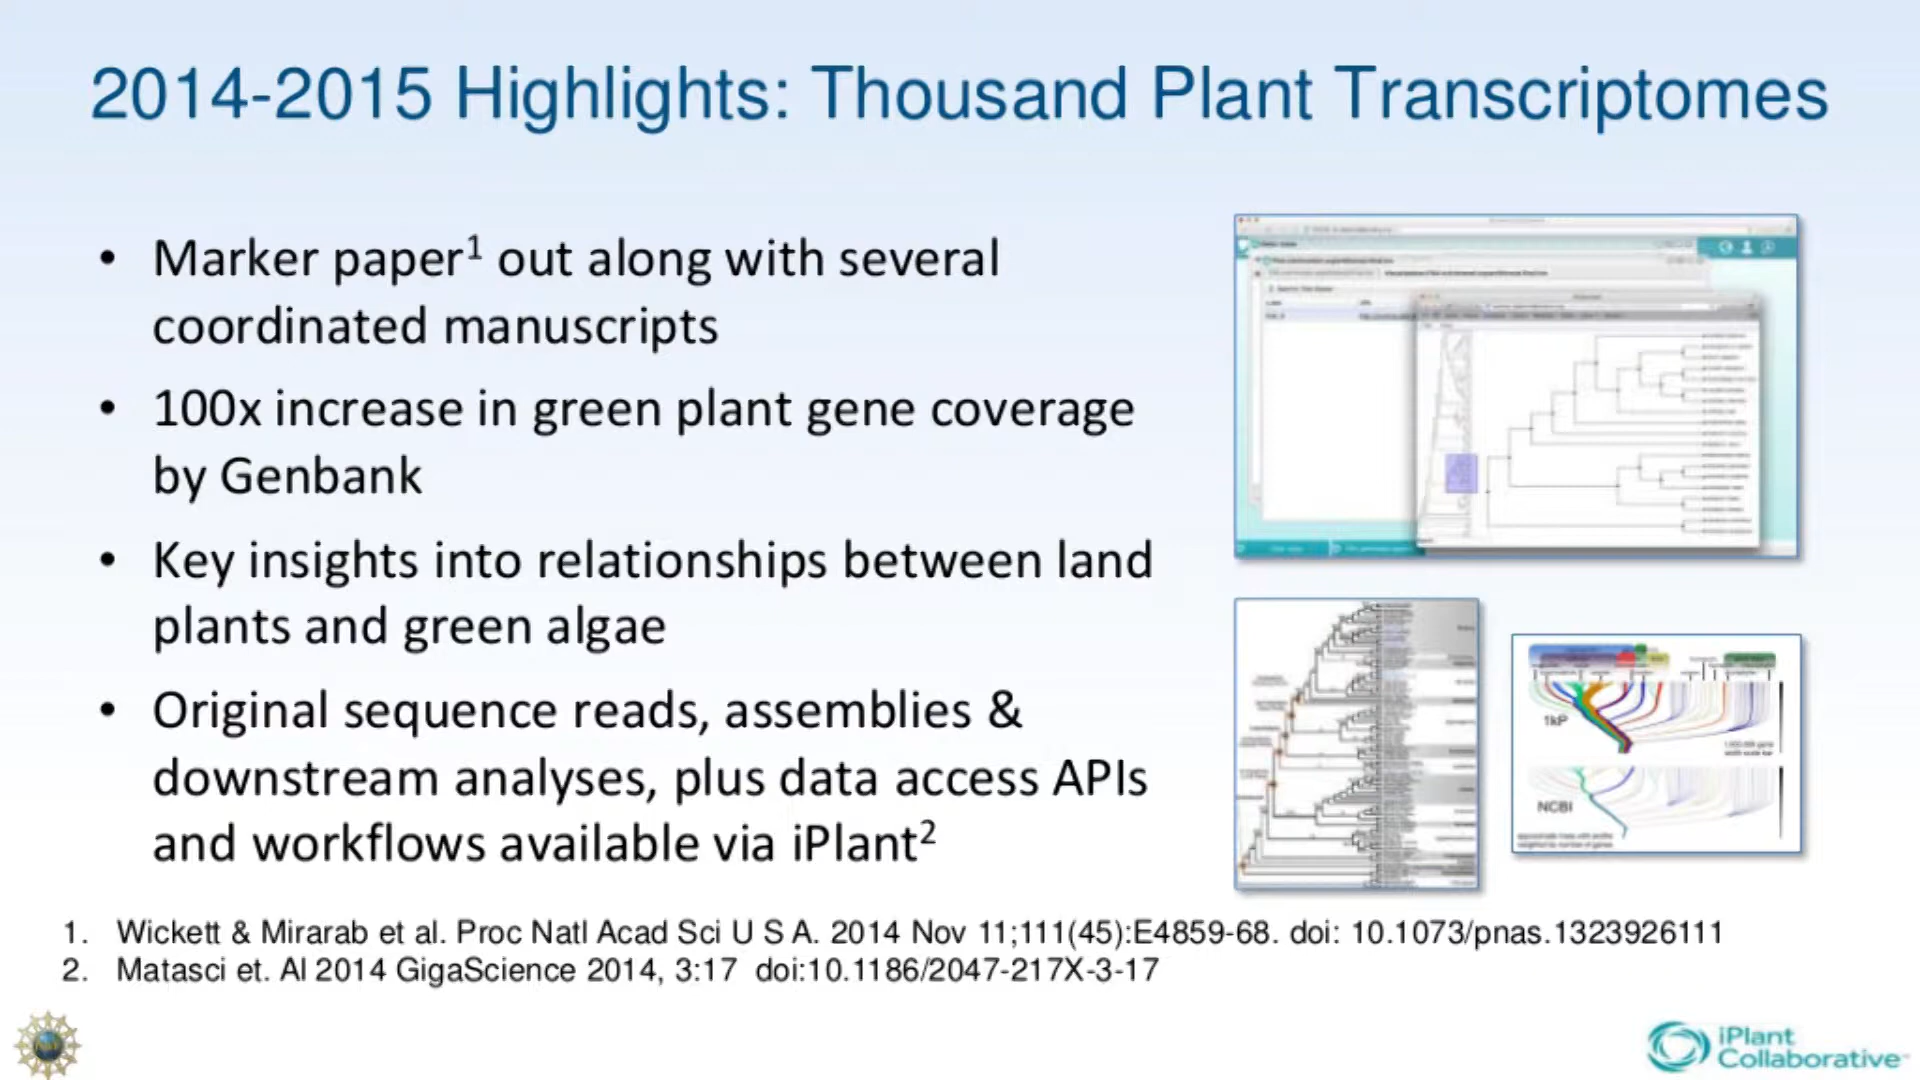 2014-2015 Highlights: Thousand Plant Transcriptomes
• Marker paper¹ out along with several
coordinated manuscripts
• 100x increase in green plant gene coverage
by Genbank
• Key insights into relationships between land
plants and green algae
• Original sequence reads, assemblies &
downstream analyses, plus data access APIs
and workflows available via iPlant²
1kP
NCBI
1. Wickett & Mirarab et al. Proc Natl Acad Sci U S A. 2014 Nov 11;111(45):E4859-68. doi: 10.1073/pnas.1323926111
2. Matasci et. Al 2014 GigaScience 2014, 3:17 doi:10.1186/2047-217X-3-17
iPlant
Collaborative